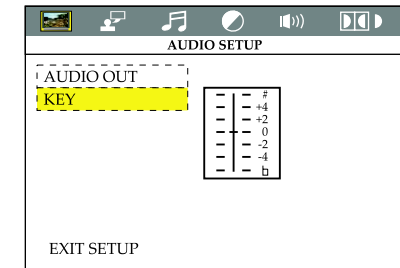 AUDIO SETUP
AUDIO OUT
KEY
#
+4
+2
0
-2
-4
b
EXIT SETUP